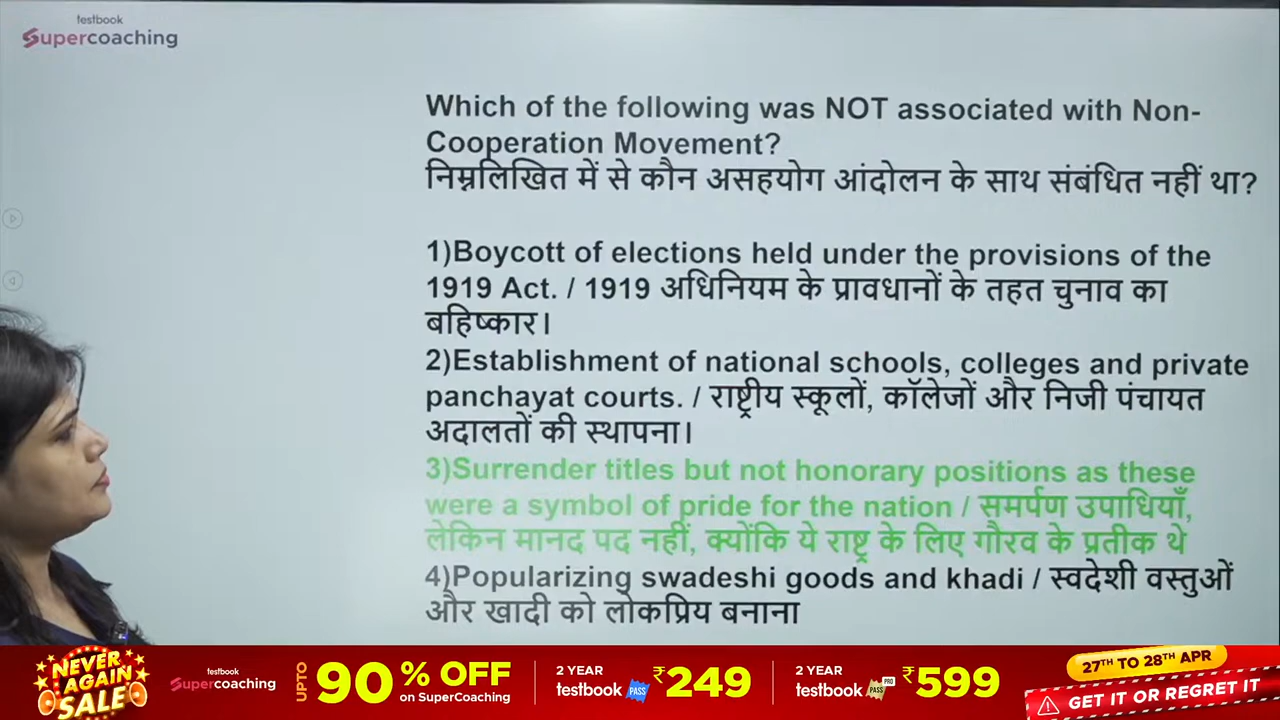 testbook
Supercoaching
Which of the following was NOT associated with Non-
Cooperation Movement?
निम्नलिखित में से कौन असहयोग आंदोलन के साथ संबंधित नहीं था?
1)Boycott of elections held under the provisions of the
1919 Act. / 1919 अधिनियम के प्रावधानों के तहत चुनाव का
बहिष्कार।
2)Establishment of national schools, colleges and private
panchayat courts. / राष्ट्रीय स्कूलों, कॉलेजों और निजी पंचायत
अदालतों की स्थापना।
3)Surrender titles but not honorary positions as these
were a symbol of pride for the nation / समर्पण उपाधियाँ,
लेकिन मानद पद नहीं, क्योंकि ये राष्ट्र के लिए गौरव के प्रतीक थे
4)Popularizing swadeshi goods and khadi / स्वदेशी वस्तुओं
और खादी को लोकप्रिय बनाना
NEVER
AGAIN
SALE
testbook
Supercoaching
UPTO
90% OFF
on SuperCoaching
2 YEAR
testbook PASS
₹249
2 YEAR
testbook PASS PRO
₹599
27TH TO 28TH APR
GET IT OR REGRET IT